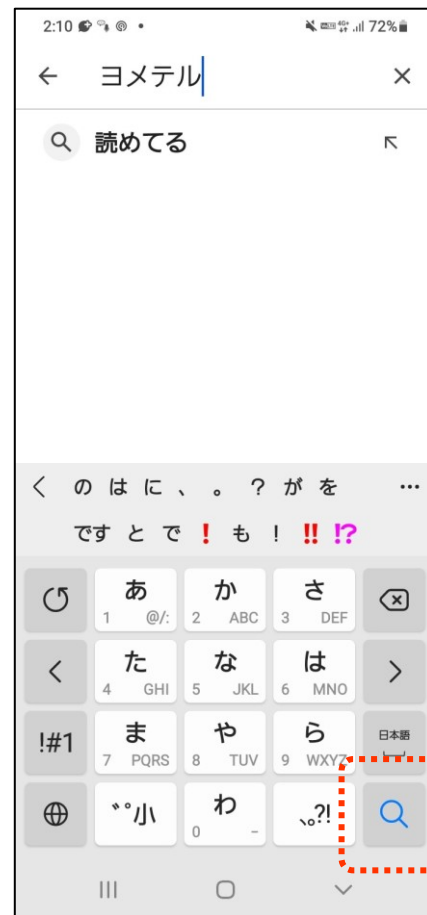 2:10 72%
ヨメテル
読めてる
の は に 、 。 ? が を
です と で ! も ! !! !?
あ か さ
1 @/: 2 ABC 3 DEF
た な は
4 GHI 5 JKL 6 MNO
!#1 ま や ら 日本語
7 PQRS 8 TUV 9 WXYZ
゛゜小 わ 、。?!
0 -